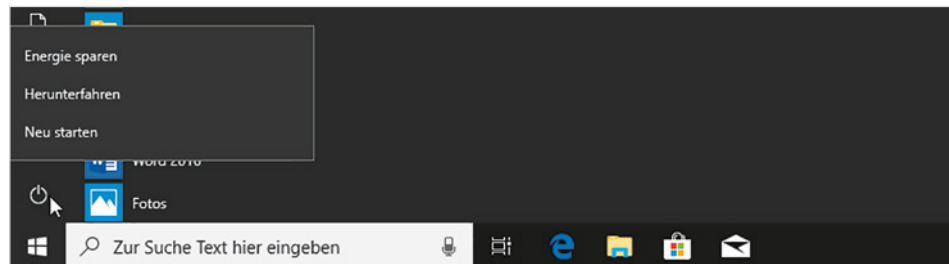 Energie sparen
Herunterfahren
Neu starten
Word 2016
Fotos
Zur Suche Text hier eingeben